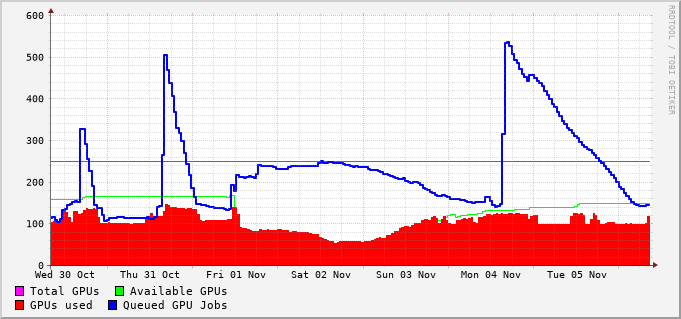 600
500
400
300
200
100
0
Wed 30 Oct Thu 31 Oct Fri 01 Nov Sat 02 Nov Sun 03 Nov Mon 04 Nov Tue 05 Nov
Total GPUs Available GPUs
GPUs used Queued GPU Jobs
RRDTOOL / TOBI OETIKER